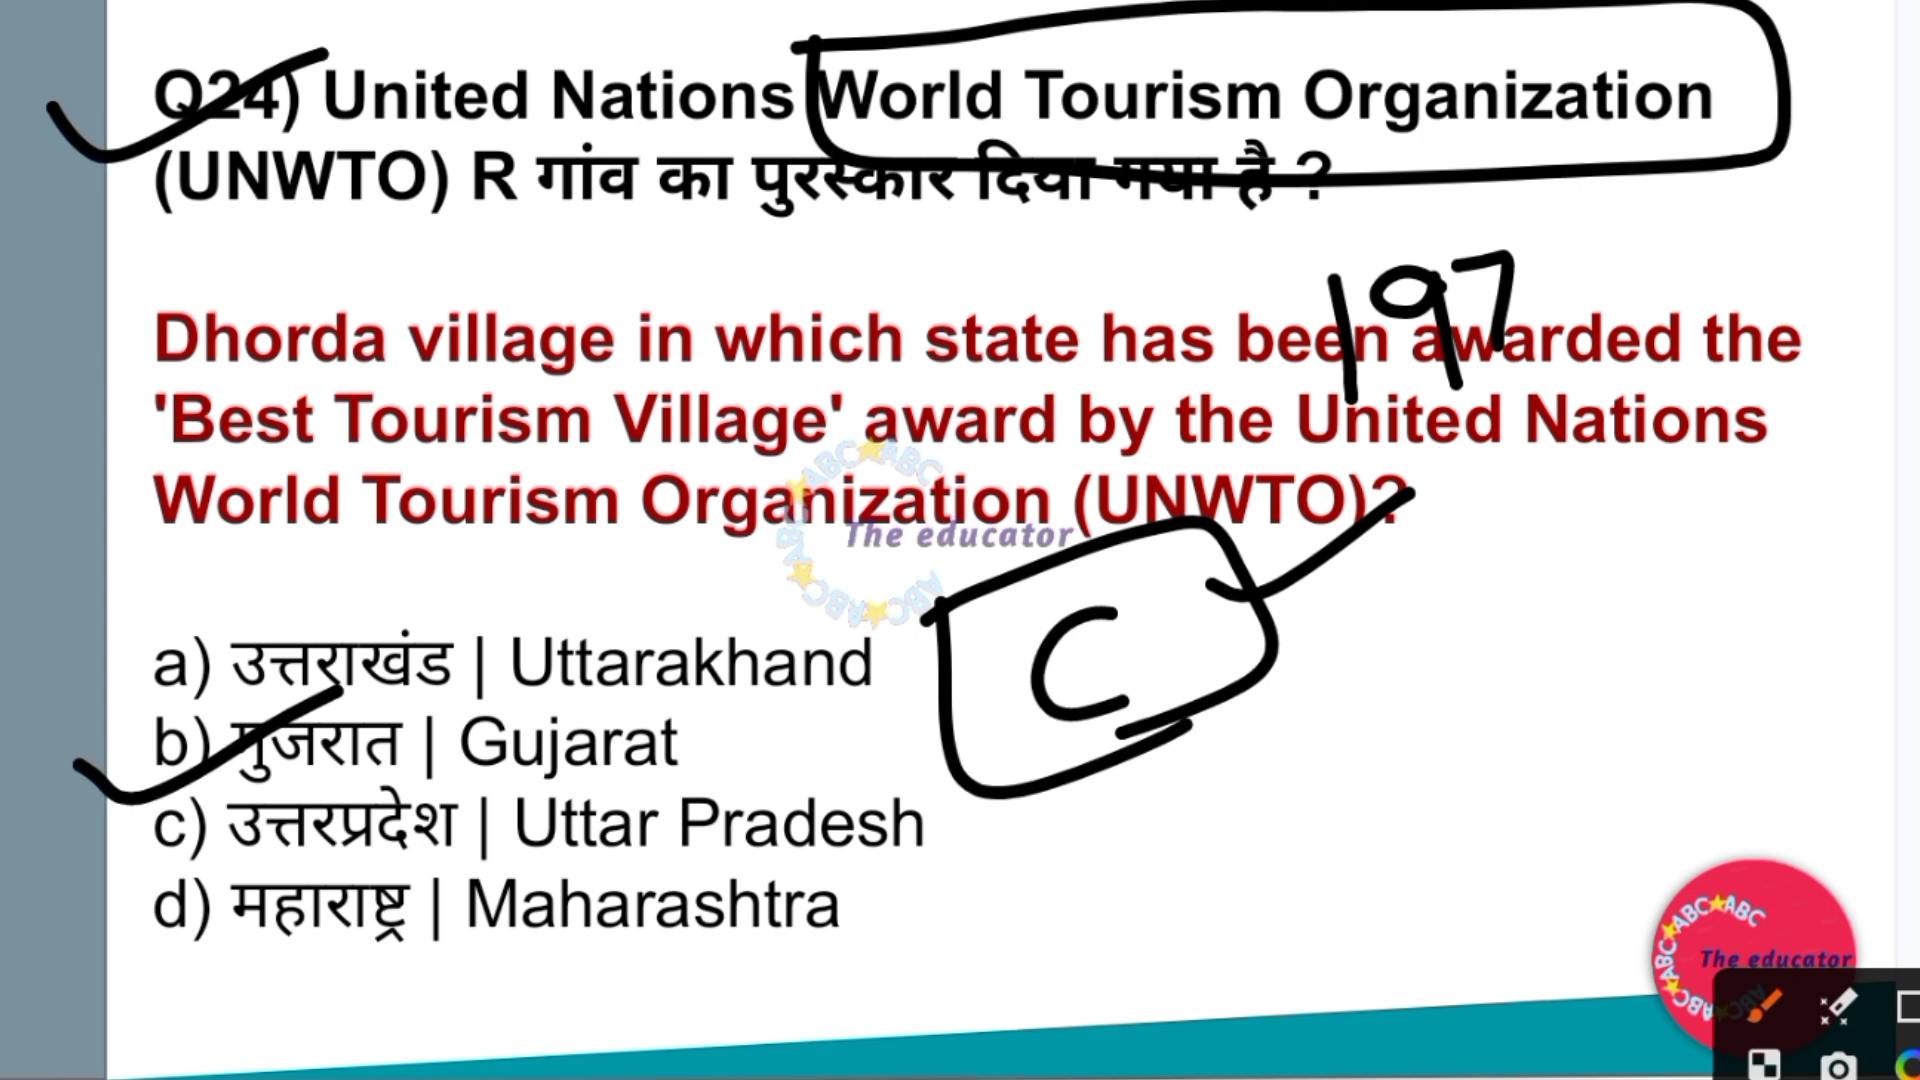 Q24) United Nations World Tourism Organization
(UNWTO) R गांव का पुरस्कार दिया गया है ?
197
Dhorda village in which state has been awarded the
'Best Tourism Village' award by the United Nations
World Tourism Organization (UNWTO)?
The educator
C
a) उत्तराखंड | Uttarakhand
b) गुजरात | Gujarat
c) उत्तरप्रदेश | Uttar Pradesh
d) महाराष्ट्र | Maharashtra
ABC★ABC
The educator